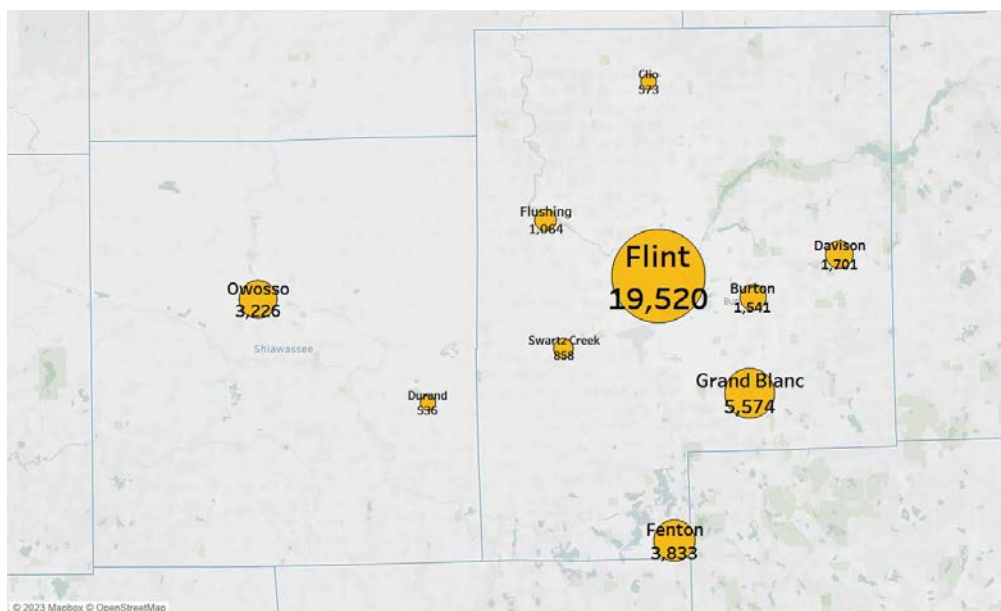 Clio
573
Flushing
1,064
Flint
19,520
Davison
1,701
Owosso
3,226
Burton
1,541
Shiawassee
Swartz Creek
858
Grand Blanc
5,574
Durand
536
Fenton
3,833
© 2023 Mapbox © OpenStreetMap